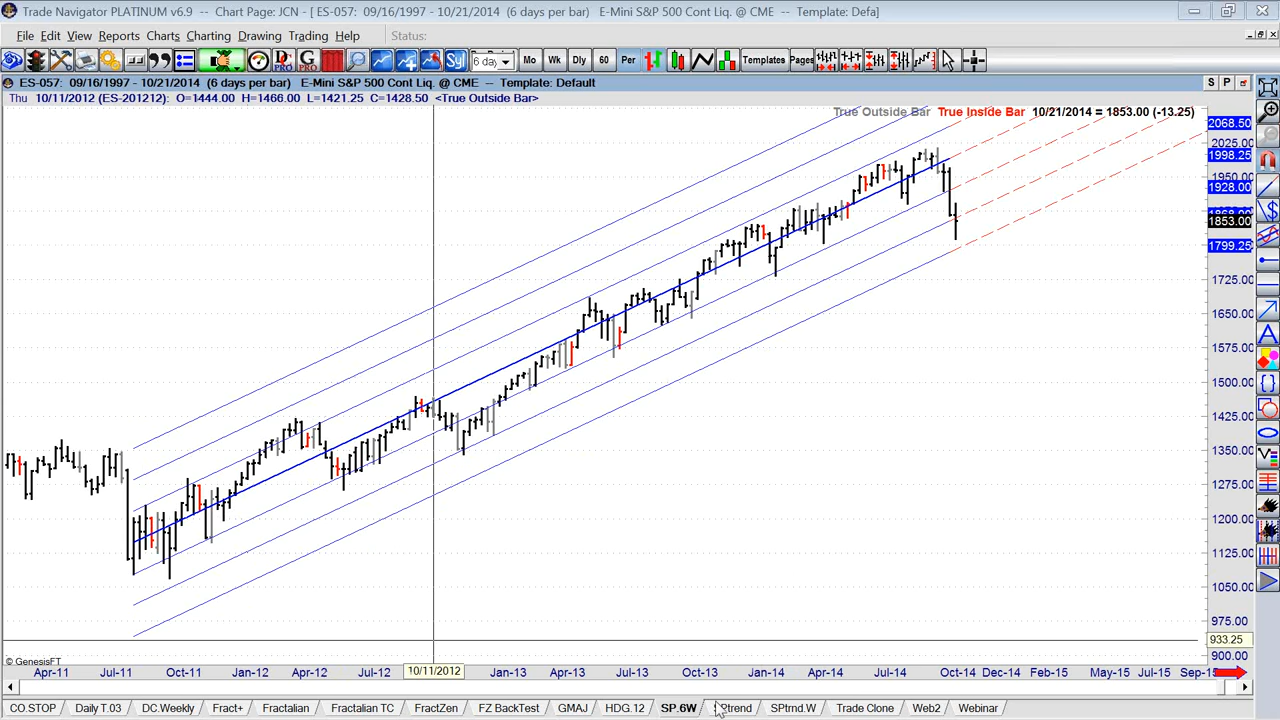 Trade Navigator PLATINUM v6.9 - Chart Page: JCN - [ ES-057: 09/16/1997 - 10/21/2014 (6 days per bar) E-Mini S&P 500 Cont Liq. @ CME - Template: Defa]
File Edit View Reports Charts Charting Drawing Trading Help Status:
Sy 6 day Mo Wk Dly 60 Per Templates Pages
ES-057: 09/16/1997 - 10/21/2014 (6 days per bar) E-Mini S&P 500 Cont Liq. @ CME - Template: Default S P
Thu 10/11/2012 (ES-201212) O=1444.00 H=1466.00 L=1421.25 C=1428.50 <True Outside Bar>
True Outside Bar True Inside Bar 10/21/2014 = 1853.00 (-13.25)
2068.50
2025.00
1998.25
1950.00
1928.00
1853.00
1799.25
1725.00
1650.00
1575.00
1500.00
1425.00
1350.00
1275.00
1200.00
1125.00
1050.00
975.00
933.25
900.00
© GenesisFT
Apr-11 Jul-11 Oct-11 Jan-12 Apr-12 Jul-12 10/11/2012 Jan-13 Apr-13 Jul-13 Oct-13 Jan-14 Apr-14 Jul-14 Oct-14 Dec-14 Feb-15 May-15 Jul-15
CO STOP Daily T.03 DC.Weekly Fract+ Fractalian Fractalian TC FractZen FZ BackTest GMAJ HDG.12 SP.6W SPtrnd.W Trade Clone Web2 Webinar